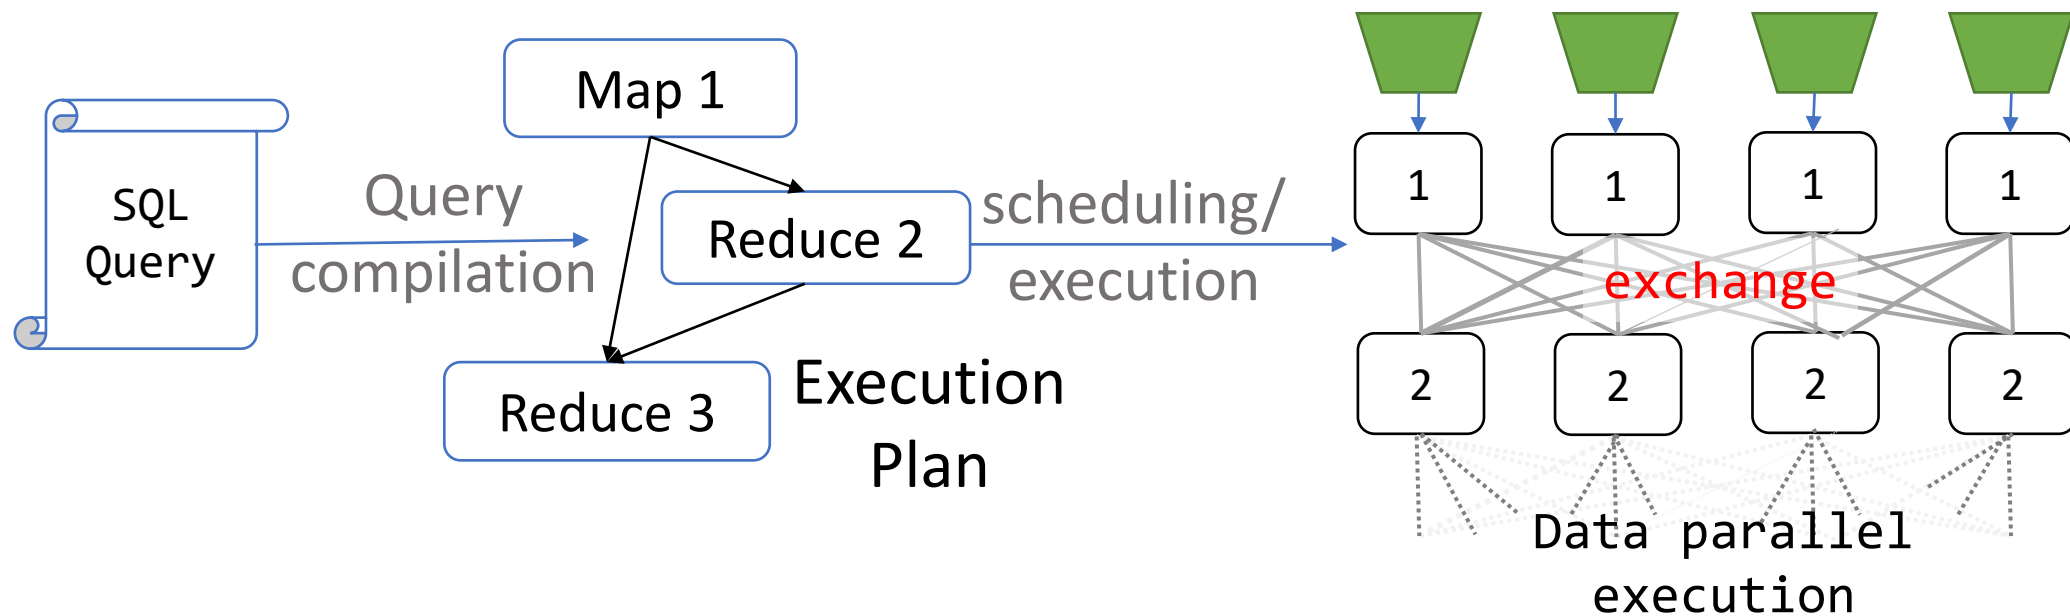 SQL
Query
Query
compilation
Map 1
Reduce 2
Reduce 3
Execution
Plan
scheduling/
execution
1 1 1 1
exchange
2 2 2 2
Data parallel
execution